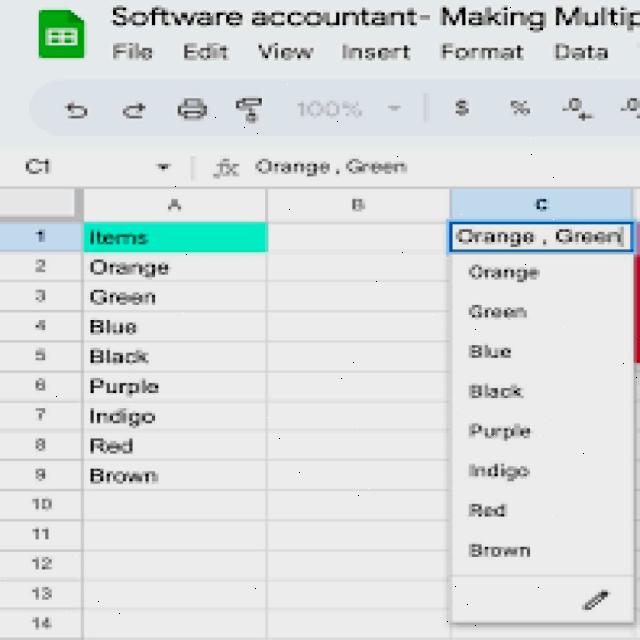 Software accountant- Making Multip
File Edit View Insert Format Data
100% $ % .0
C1 fx Orange , Green
A B C
1 Items Orange , Green
2 Orange
3 Green
4 Blue
5 Black
6 Purple
7 Indigo
8 Red
9 Brown
10
11
12
13
14
Orange
Green
Blue
Black
Purple
Indigo
Red
Brown